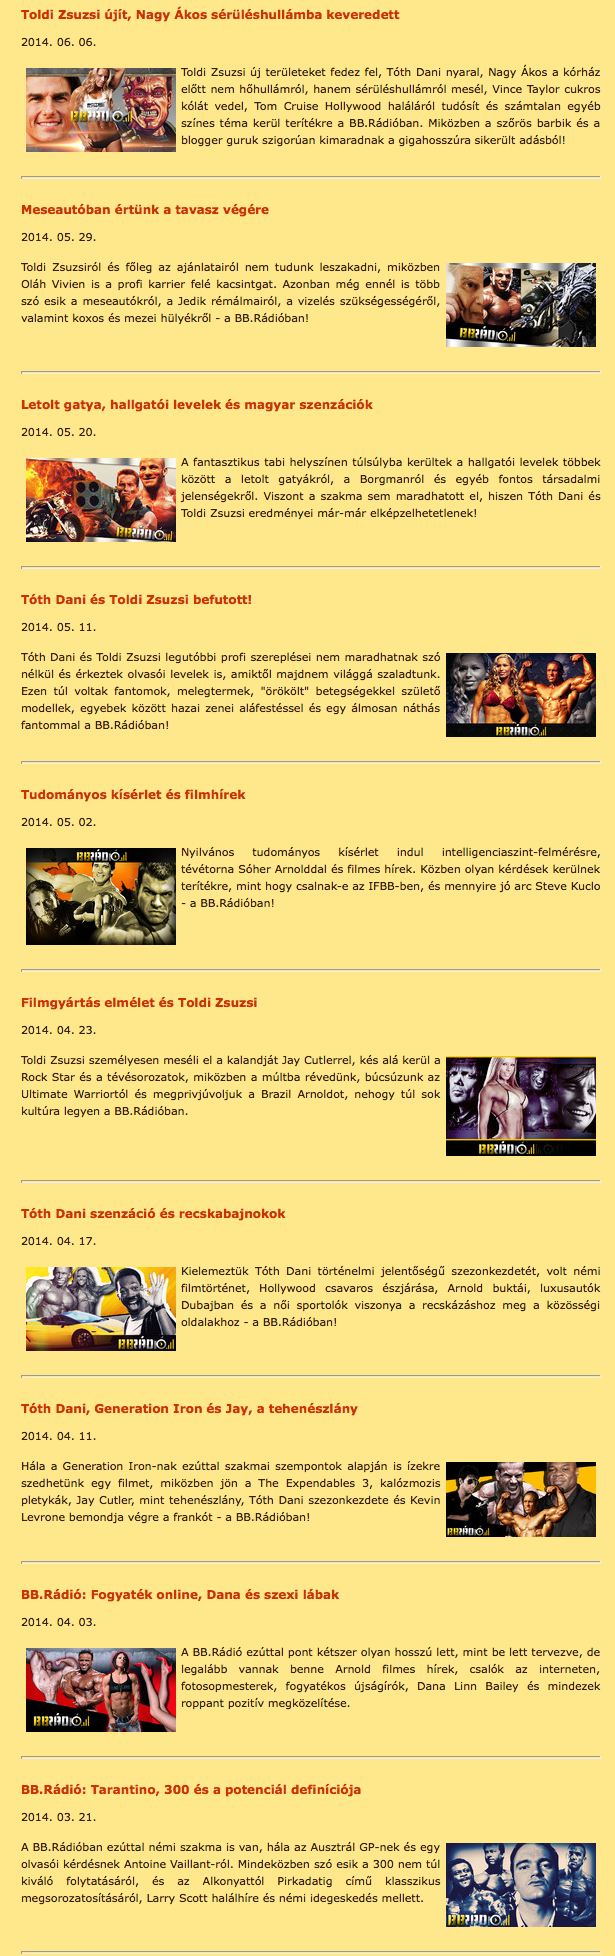 Toldi Zsuzsi újít, Nagy Ákos sérüléshullámba keveredett
2014. 06. 06.
Toldi Zsuzsi új területeket fedez fel, Tóth Dani nyaral, Nagy Ákos a kórház
előtt nem hőhullámról, hanem sérüléshullámról mesél, Vince Taylor cukros
kólát vedel, Tom Cruise Hollywood haláláról tudósít és számtalan egyéb
színes téma kerül terítékre a BB.Rádióban. Miközben a szőrös barbik és a
blogger guruk szigorúan kimaradnak a gigahosszúra sikerült adásból!
BBRÁDIÓ
Meseautóban értünk a tavasz végére
2014. 05. 29.
Toldi Zsuzsiról és főleg az ajánlatairól nem tudunk leszakadni, miközben
Oláh Vivien is a profi karrier felé kacsintgat. Azonban még ennél is több
szó esik a meseautókról, a Jedik rémálmairól, a vizelés szükségességéről,
valamint koxos és mezei hülyékről - a BB.Rádióban!
BBRÁDIÓ
Letolt gatya, hallgatói levelek és magyar szenzációk
2014. 05. 20.
A fantasztikus tabi helyszínen túlsúlyba kerültek a hallgatói levelek többek
között a letolt gatyákról, a Borgmanról és egyéb fontos társadalmi
jelenségekről. Viszont a szakma sem maradhatott el, hiszen Tóth Dani és
Toldi Zsuzsi eredményei már-már elképzelhetetlenek!
BBRÁDIÓ
Tóth Dani és Toldi Zsuzsi befutott!
2014. 05. 11.
Tóth Dani és Toldi Zsuzsi legutóbbi profi szereplései nem maradhatnak szó
nélkül és érkeztek olvasói levelek is, amiktől majdnem világgá szaladtunk.
Ezen túl voltak fantomok, melegtermek, "örökölt" betegségekkel születő
modellek, egyebek között hazai zenei aláfestéssel és egy álmosan náthás
fantommal a BB.Rádióban!
BBRÁDIÓ
Tudományos kísérlet és filmhírek
2014. 05. 02.
BBRÁDIÓ
Nyilvános tudományos kísérlet indul intelligenciaszint-felmérésre,
tévétorna Sóher Arnolddal és filmes hírek. Közben olyan kérdések kerülnek
terítékre, mint hogy csalnak-e az IFBB-ben, és mennyire jó arc Steve Kuclo
- a BB.Rádióban!
Filmgyártás elmélet és Toldi Zsuzsi
2014. 04. 23.
Toldi Zsuzsi személyesen meséli el a kalandját Jay Cutlerrel, kés alá kerül a
Rock Star és a tévésorozatok, miközben a múltba révedünk, búcsúzunk az
Ultimate Warriortól és megprivjúvoljuk a Brazil Arnoldot, nehogy túl sok
kultúra legyen a BB.Rádióban.
BBRÁDIÓ
Tóth Dani szenzáció és recskabajnokok
2014. 04. 17.
Kielemeztük Tóth Dani történelmi jelentőségű szezonkezdetét, volt némi
filmtörténet, Hollywood csavaros észjárása, Arnold buktái, luxusautók
Dubajban és a női sportolók viszonya a recskázáshoz meg a közösségi
oldalakhoz - a BB.Rádióban!
BBRÁDIÓ
Tóth Dani, Generation Iron és Jay, a tehenészlány
2014. 04. 11.
Hála a Generation Iron-nak ezúttal szakmai szempontok alapján is ízekre
szedhetünk egy filmet, miközben jön a The Expendables 3, kalózmozis
pletykák, Jay Cutler, mint tehenészlány, Tóth Dani szezonkezdete és Kevin
Levrone bemondja végre a frankót - a BB.Rádióban!
BBRÁDIÓ
BB.Rádió: Fogyaték online, Dana és szexi lábak
2014. 04. 03.
A BB.Rádió ezúttal pont kétszer olyan hosszú lett, mint be lett tervezve, de
legalább vannak benne Arnold filmes hírek, csalók az interneten,
fotosopmesterek, fogyatékos újságírók, Dana Linn Bailey és mindezek
roppant pozitív megközelítése.
BBRÁDIÓ
BB.Rádió: Tarantino, 300 és a potenciál definíciója
2014. 03. 21.
A BB.Rádióban ezúttal némi szakma is van, hála az Ausztrál GP-nek és egy
olvasói kérdésnek Antoine Vaillant-ról. Mindeközben szó esik a 300 nem túl
kiváló folytatásáról, és az Alkonyattól Pirkadatig című klasszikus
megsorozatosításáról, Larry Scott halálhíre és némi idegeskedés mellett.
BBRÁDIÓ